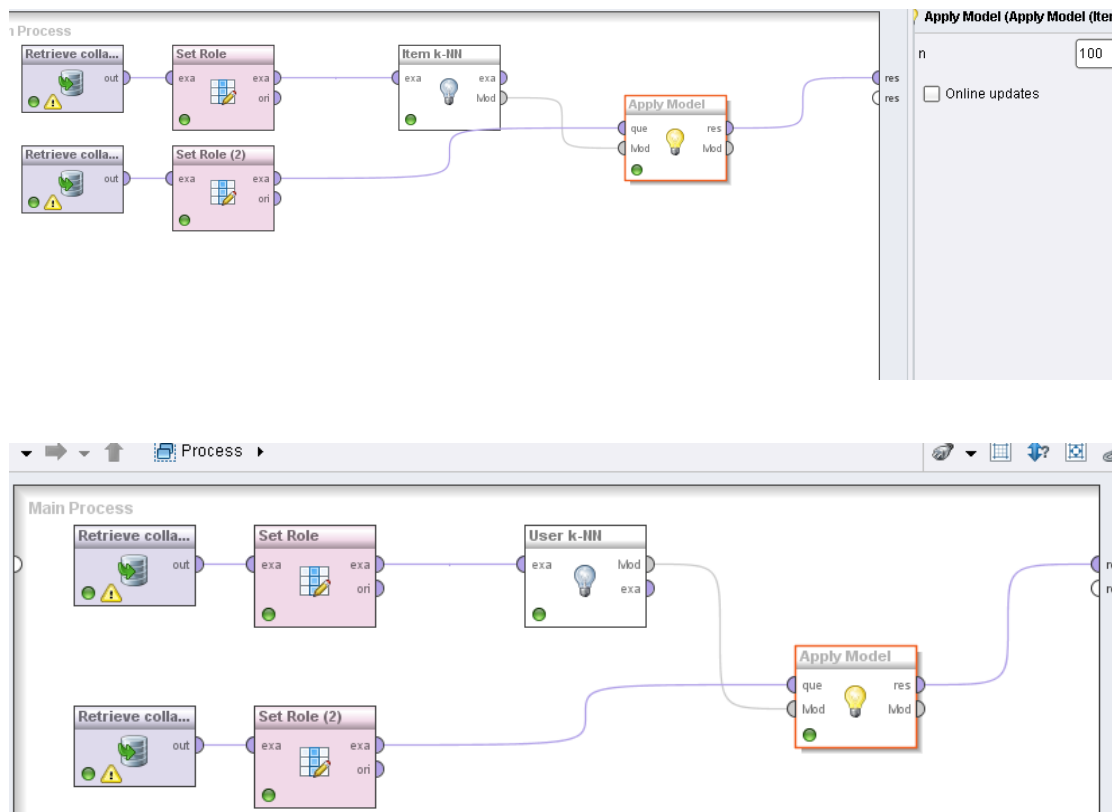 Process
Apply Model (Apply Model (Iter
Retrieve colla...
Set Role
Item k-NN
n
100
out
exa
exa
exa
exa
res
ori
Mod
Apply Model
res
Online updates
que
res
Mod
Mod
Retrieve colla...
Set Role (2)
out
exa
exa
ori
Process
Main Process
Retrieve colla...
Set Role
User k-NN
out
exa
exa
exa
Mod
ori
exa
Apply Model
que
res
Mod
Mod
Retrieve colla...
Set Role (2)
out
exa
exa
ori